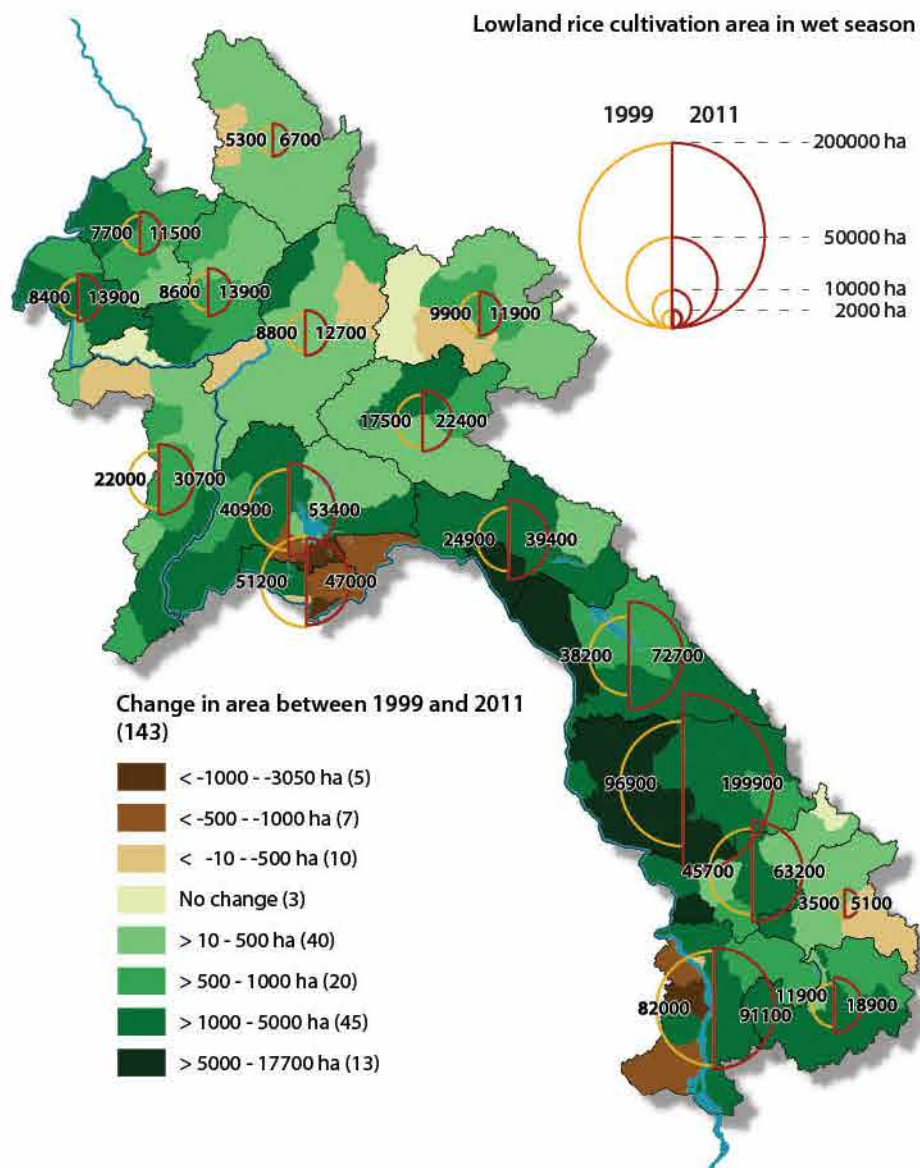 Lowland rice cultivation area in wet season
1999 2011
200000 ha
50000 ha
10000 ha
2000 ha
5300 6700
7700 11500
8400 13900
8600 13900
8800 12700
9900 11900
17500 22400
22000 30700
40900 53400
51200 47000
24900 39400
38200 72700
96900 199900
45700 63200
3500 5100
82000 91100
11900 18900
Change in area between 1999 and 2011
(143)
< -1000 - -3050 ha (5)
< -500 - -1000 ha (7)
< -10 - -500 ha (10)
No change (3)
> 10 - 500 ha (40)
> 500 - 1000 ha (20)
> 1000 - 5000 ha (45)
> 5000 - 17700 ha (13)